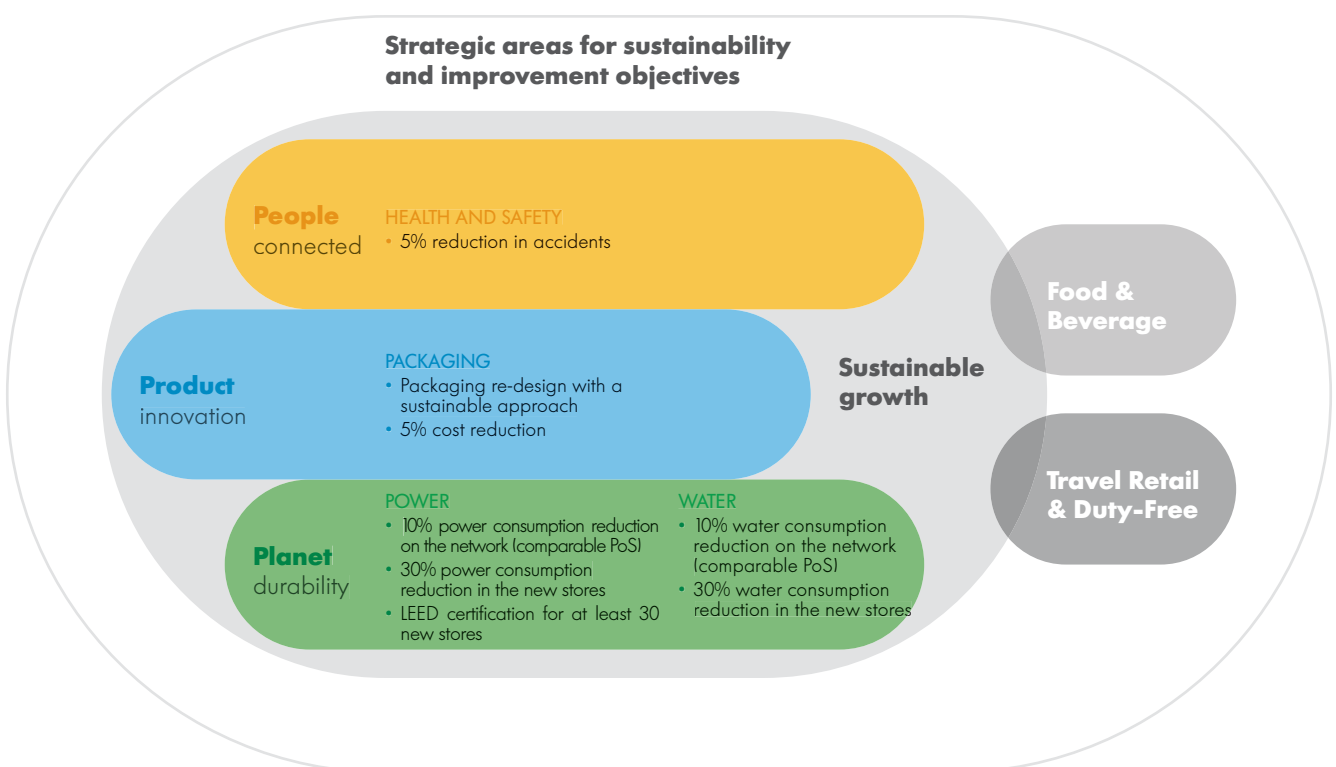 Strategic areas for sustainability
and improvement objectives
People
connected
HEALTH AND SAFETY
• 5% reduction in accidents
Product
innovation
PACKAGING
• Packaging re-design with a
sustainable approach
• 5% cost reduction
Planet
durability
POWER
• 10% power consumption reduction
on the network (comparable PoS)
• 30% power consumption
reduction in the new stores
• LEED certification for at least 30
new stores
WATER
• 10% water consumption
reduction on the network
(comparable PoS)
• 30% water consumption
reduction in the new stores
Sustainable
growth
Food &
Beverage
Travel Retail
& Duty-Free